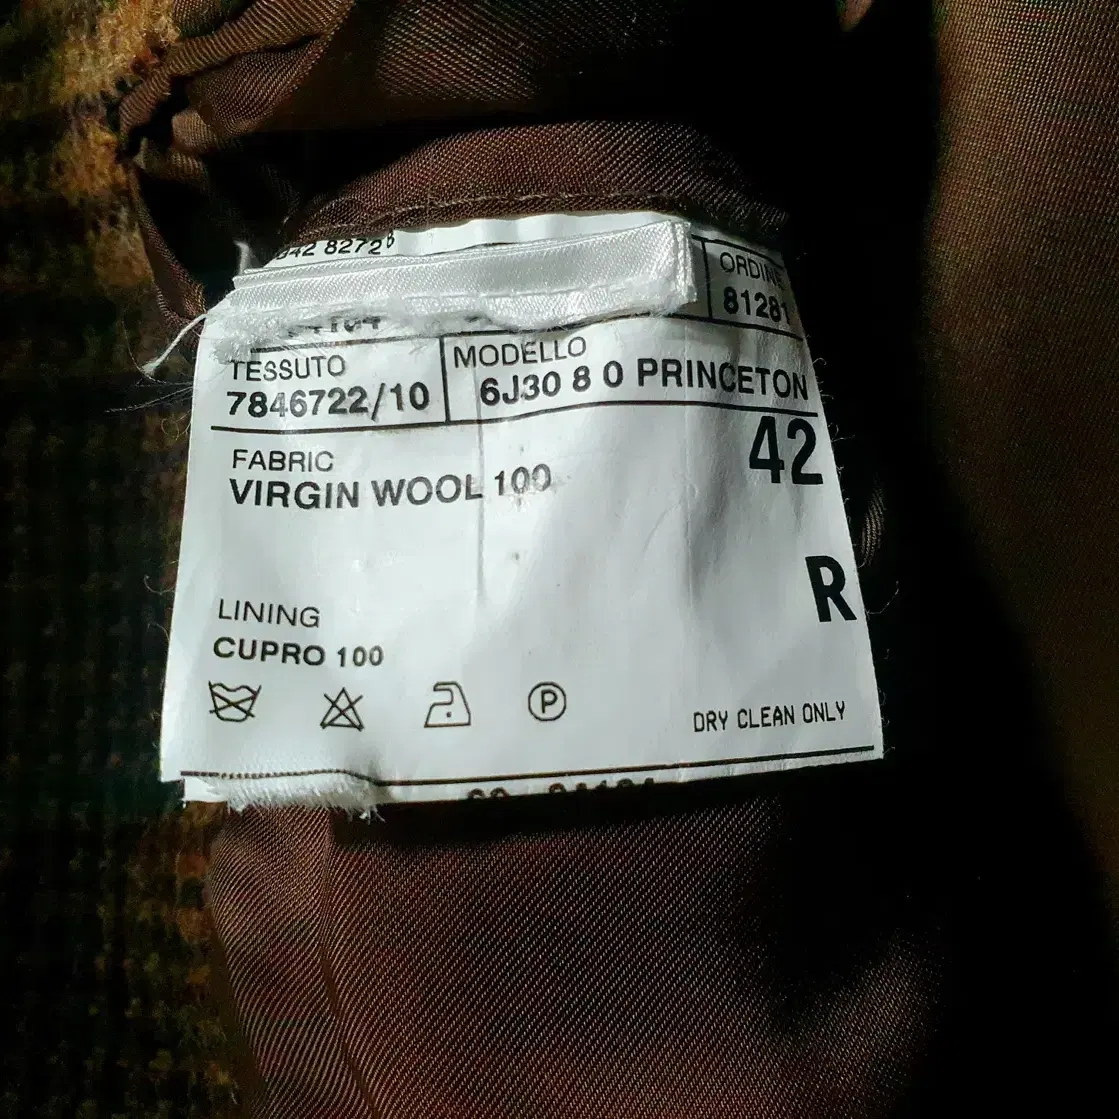 8272
ORDINE
81281
TESSUTO
7846722/10
MODELLO
6J30 8 0 PRINCETON
42
FABRIC
VIRGIN WOOL 100
R
LINING
CUPRO 100
P
DRY CLEAN ONLY